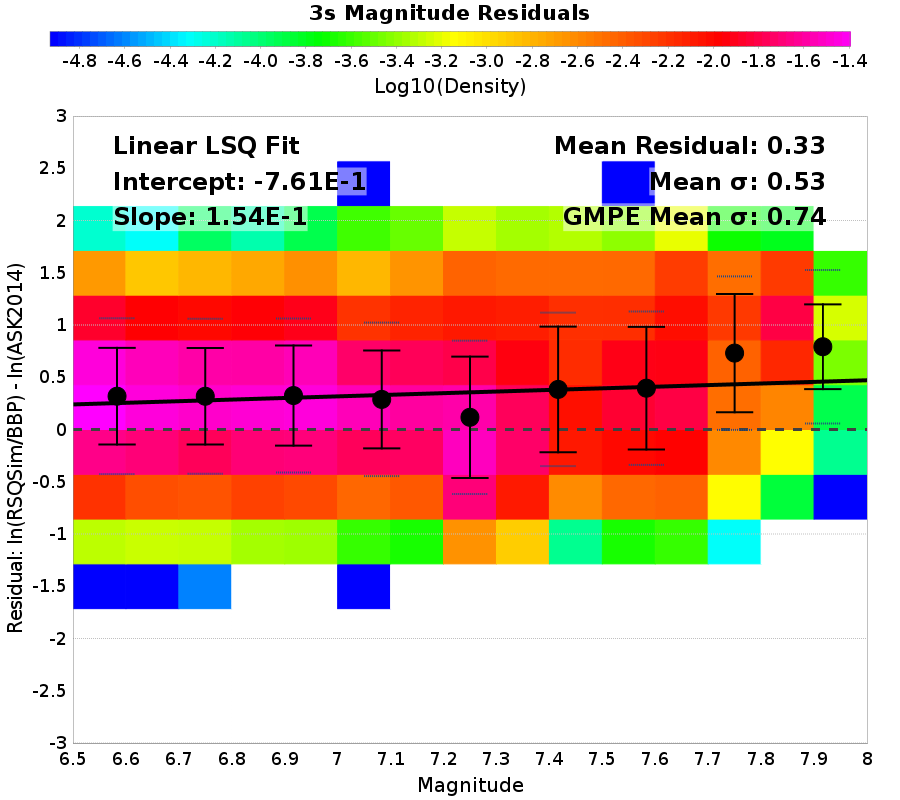 3s Magnitude Residuals
-4.8 -4.6 -4.4 -4.2 -4.0 -3.8 -3.6 -3.4 -3.2 -3.0 -2.8 -2.6 -2.4 -2.2 -2.0 -1.8 -1.6 -1.4
Log10(Density)
Linear LSQ Fit
Intercept: -7.61E-1
Slope: 1.54E-1
Mean Residual: 0.33
Mean σ: 0.53
GMPE Mean σ: 0.74
Residual: ln(RSQSim/BBP) - ln(ASK2014)
3
2.5
2
1.5
1
0.5
0
-0.5
-1
-1.5
-2
-2.5
-3
6.5 6.6 6.7 6.8 6.9 7 7.1 7.2 7.3 7.4 7.5 7.6 7.7 7.8 7.9 8
Magnitude